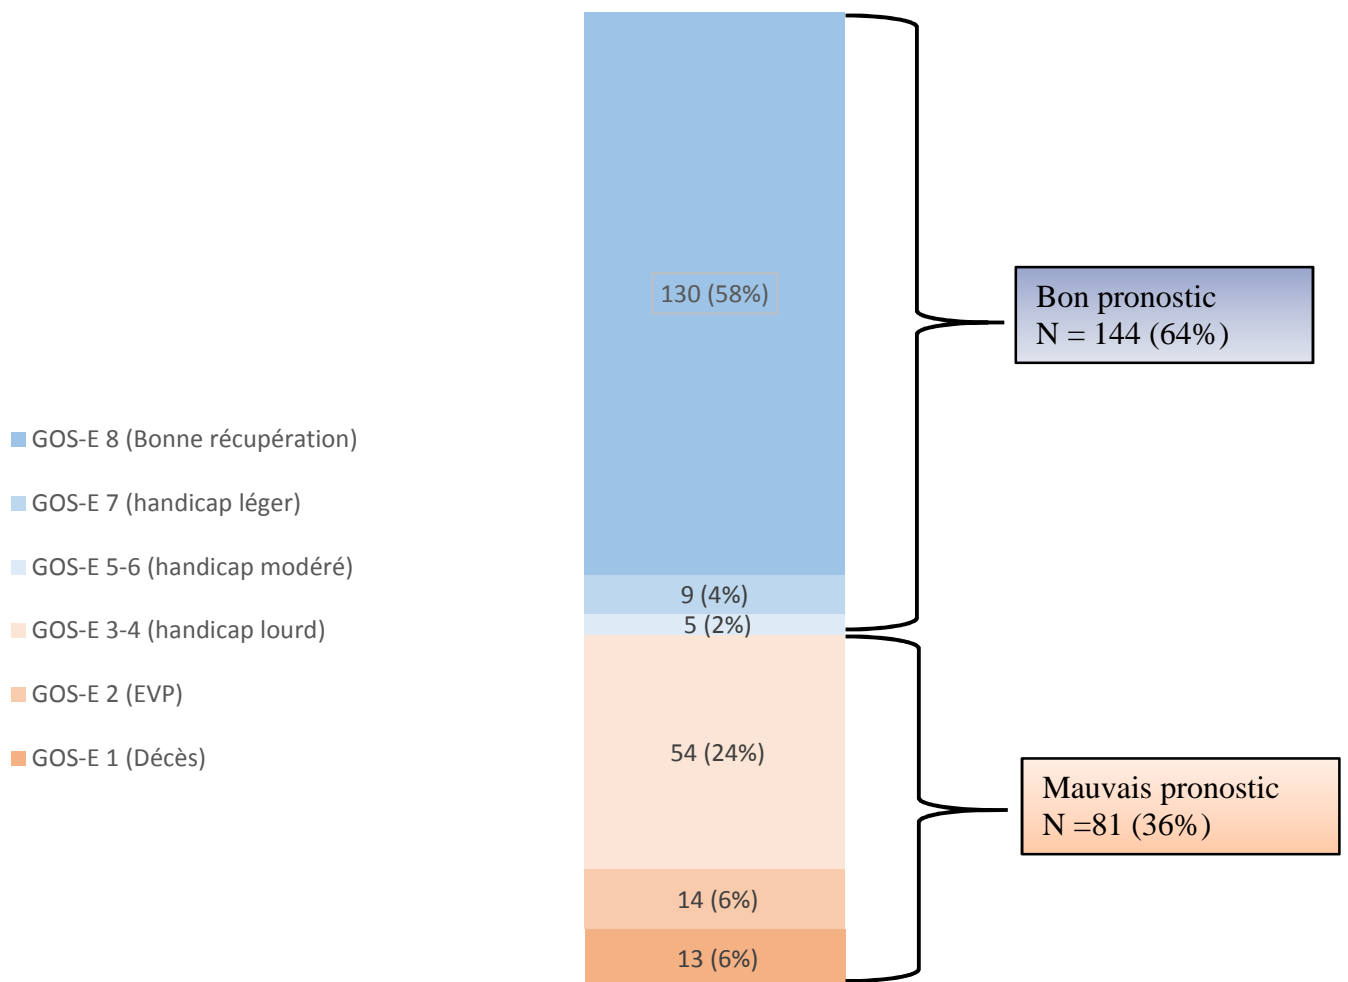 130 (58%)
Bon pronostic
N = 144 (64%)
GOS-E 8 (Bonne récupération)
GOS-E 7 (handicap léger)
GOS-E 5-6 (handicap modéré)
GOS-E 3-4 (handicap lourd)
GOS-E 2 (EVP)
GOS-E 1 (Décès)
9 (4%)
5 (2%)
54 (24%)
Mauvais pronostic
N =81 (36%)
14 (6%)
13 (6%)